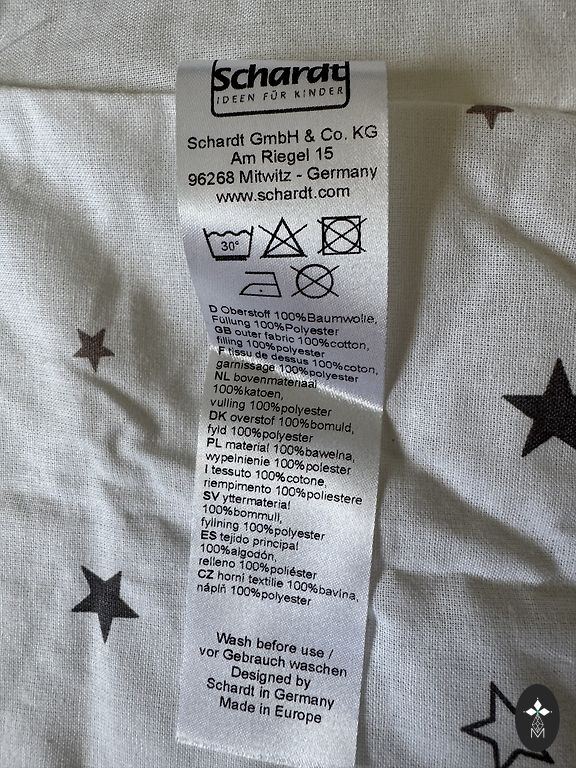 Schardt
IDEEN FÜR KINDER
Schardt GmbH & Co. KG
Am Riegel 15
96268 Mitwitz - Germany
www.schardt.com
30°
D Oberstoff 100%Baumwolle,
Füllung 100%Polyester
GB outer fabric 100%cotton,
filling 100%polyester
F tissu de dessus 100%coton,
garnissage 100%polyester
NL bovenmateriaal
100%katoen,
vulling 100%polyester
DK overstof 100%bomuld,
fyld 100%polyester
PL material 100%bawelna,
wypelnienie 100%polester
I tessuto 100%cotone,
riempimento 100%poliestere
SV yttermaterial
100%bommull,
fyllning 100%polyester
ES tejido principal
100%algodón,
relleno 100%poliéster
CZ horní textilie 100%bavlna,
náplň 100%polyester
Wash before use /
vor Gebrauch waschen
Designed by
Schardt in Germany
Made in Europe
M